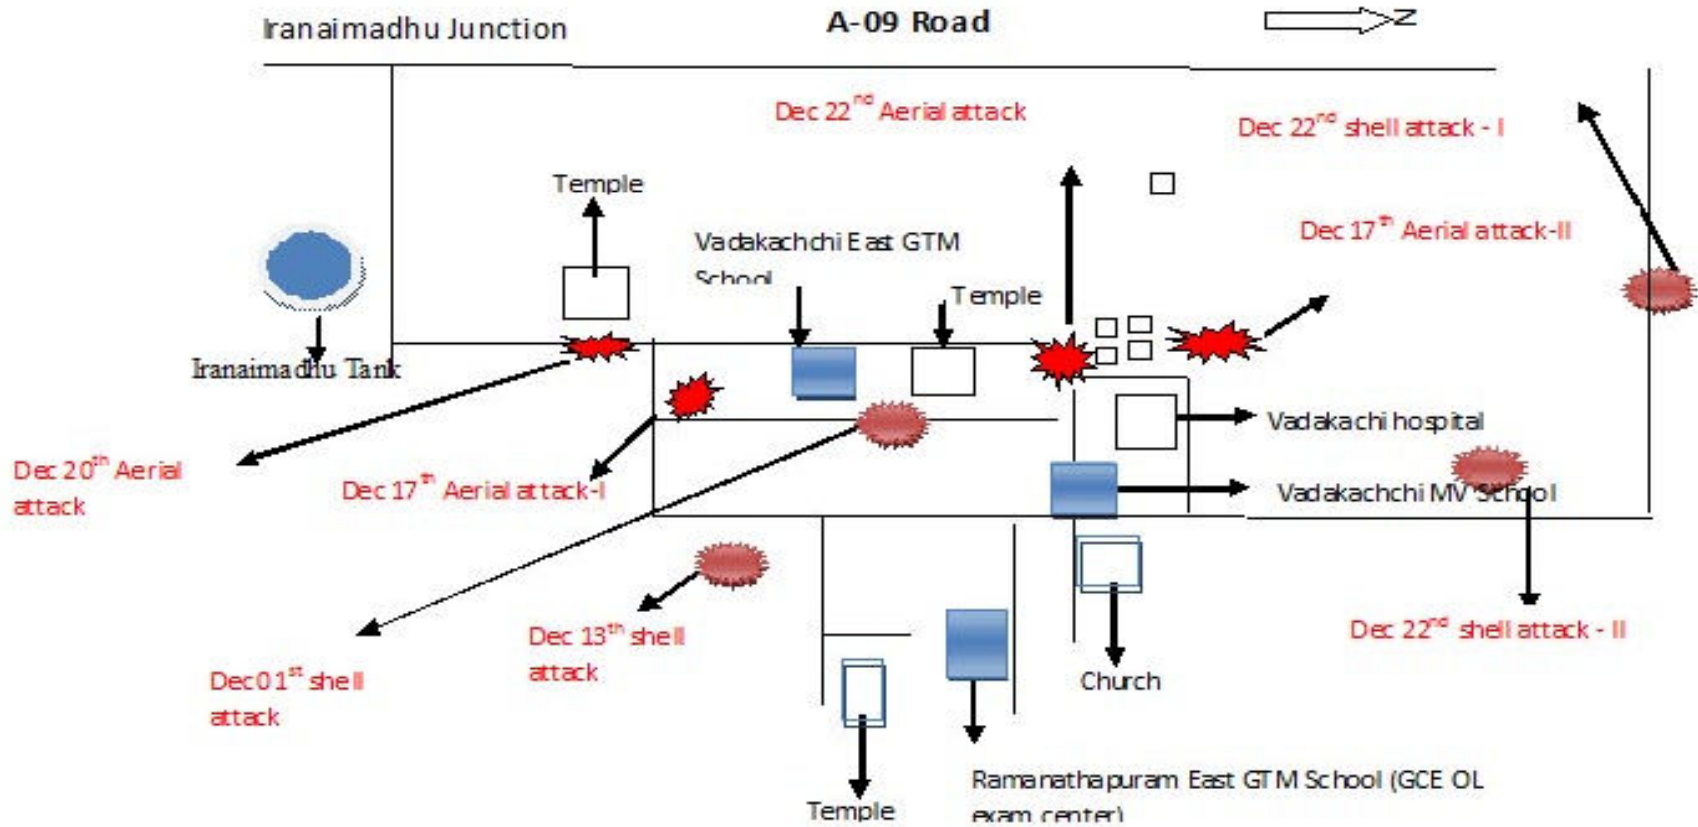 Iranaimadhu Junction
A-09 Road
N
Dec 22nd Aerial attack
Dec 22nd shell attack - I
Temple
Vadakachchi East GTM
School
Dec 17th Aerial attack-II
Temple
Iranaimadhu Tank
Vadakachi hospital
Dec 20th Aerial
attack
Dec 17th Aerial attack-I
Vadakachchi MV School
Dec 13th shell
attack
Dec 22nd shell attack - II
Dec01st shell
attack
Church
Temple
Ramanathapuram East GTM School (GCE OL
exam center)